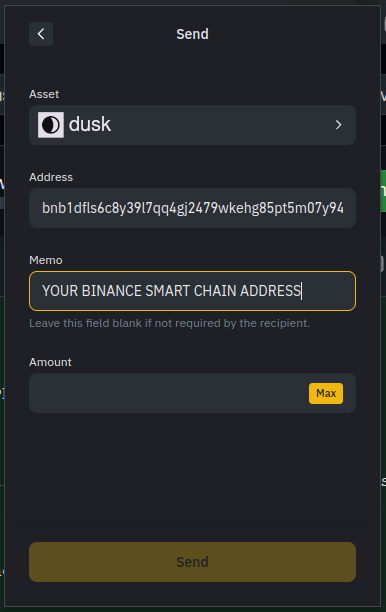 Send
Asset
dusk
Address
bnb1dfls6c8y39l7qq4gj2479wkehg85pt5m07y94
Memo
YOUR BINANCE SMART CHAIN ADDRESS
Leave this field blank if not required by the recipient.
Amount
Max
Send